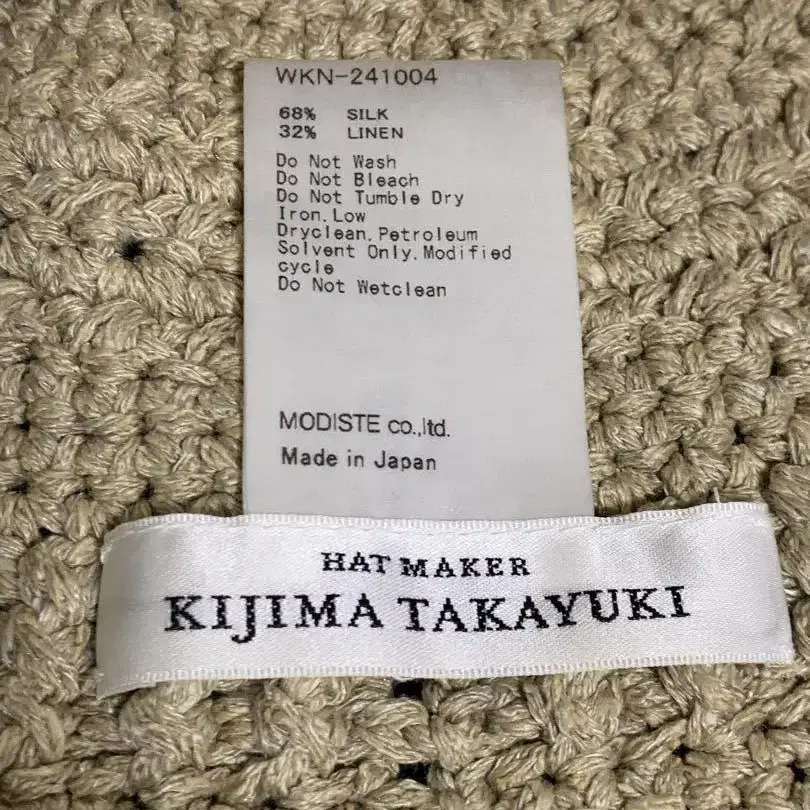 WKN-241004
68% SILK
32% LINEN
Do Not Wash
Do Not Bleach
Do Not Tumble Dry
Iron.Low
Dryclean.Petroleum
Solvent Only.Modified
cycle
Do Not Wetclean
MODISTE co.,ltd.
Made in Japan
HAT MAKER
KIJIMA TAKAYUKI